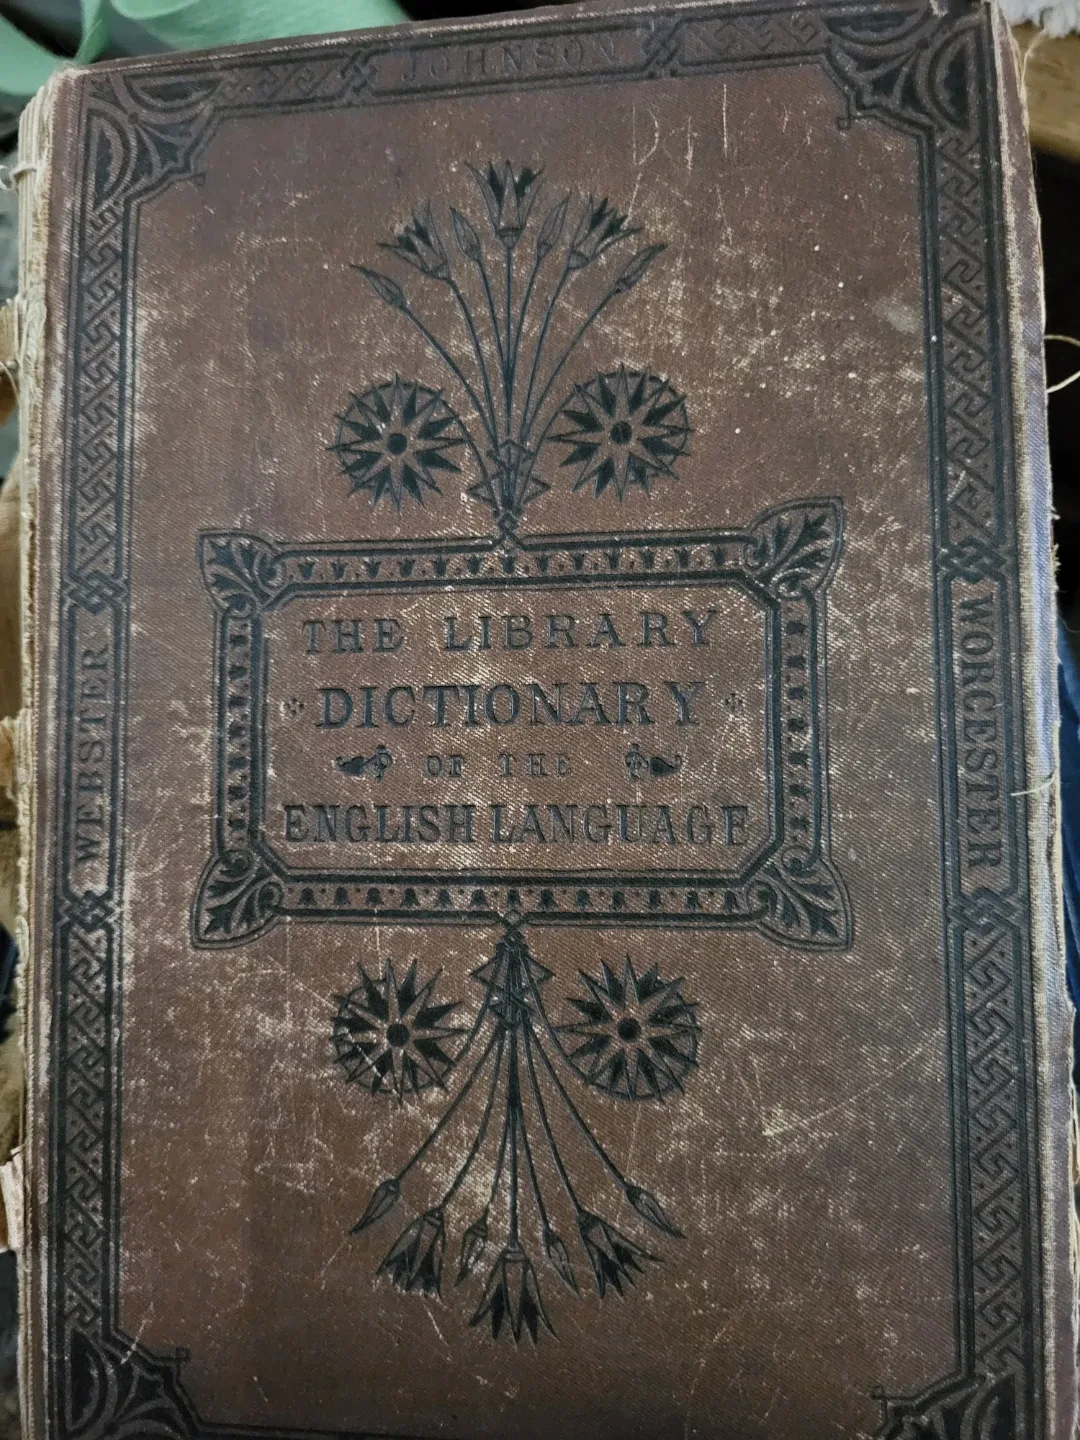 JOHNSON
WEBSTER
THE LIBRARY
DICTIONARY
OF THE
ENGLISH LANGUAGE
WORCESTER